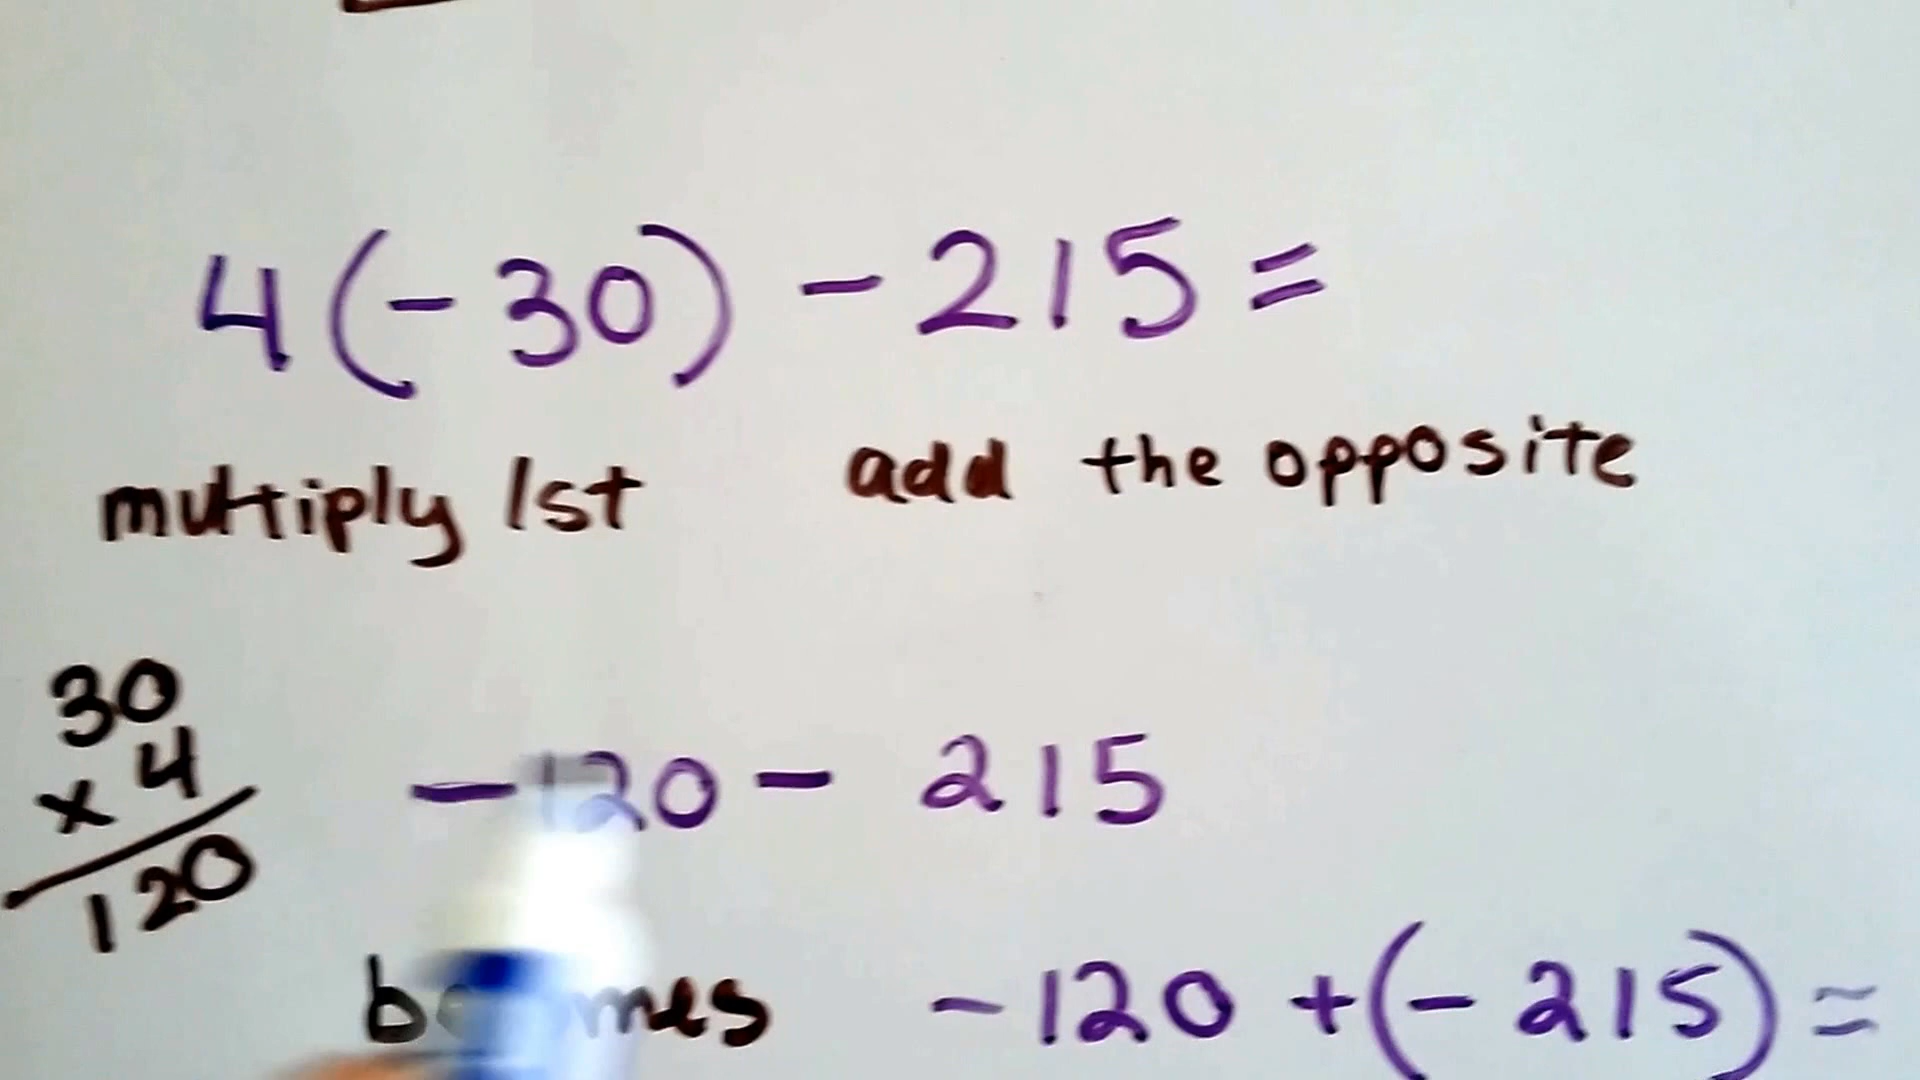 4(-30) - 215 =
multiply 1st add the opposite
30
x 4
120
-120 - 215
-120 + (-215) =